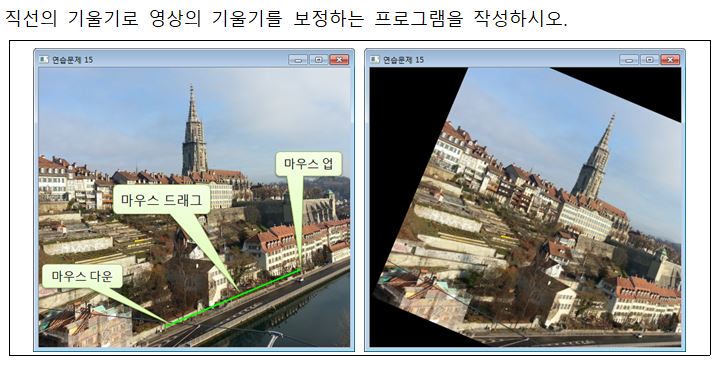 직선의 기울기로 영상의 기울기를 보정하는 프로그램을 작성하시오.
연습문제 15
연습문제 15
마우스 업
마우스 드래그
마우스 다운